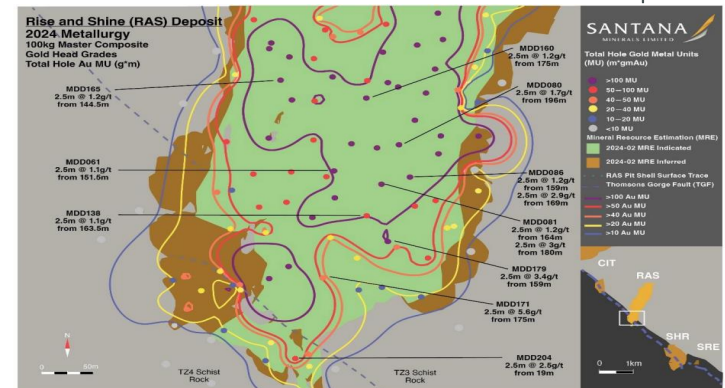 Rise and Shine (RAS) Deposit
2024 Metallurgy
100kg Master Composite
Gold Head Grades
Total Hole Au MU (g*m)
MDD165
2.5m @ 1.2g/t
from 144.5m
MDD061
2.5m @ 1.1g/t
from 151.5m
MDD138
2.5m @ 1.1g/t
from 163.5m
MDD160
2.5m @ 1.2g/t
from 175m
MDD080
2.5m @ 1.7g/t
from 196m
MDD086
2.5m @ 1.2g/t
from 159m
2.5m @ 2.9g/t
from 169m
MDD081
2.5m @ 1.2g/t
from 164m
2.5m @ 3g/t
from 180m
MDD179
2.5m @ 3.4g/t
from 159m
MDD171
2.5m @ 5.6g/t
from 175m
MDD204
2.5m @ 2.5g/t
from 19m
N
0 50m
TZ4 Schist
Rock
TZ3 Schist
Rock
SANTANA
MINERALS LIMITED
Total Hole Gold Metal Units
(MU) (m*gmAu)
>100 MU
50—100 MU
40—50 MU
20—40 MU
10—20 MU
<10 MU
Mineral Resource Estimation (MRE)
2024-02 MRE Indicated
2024-02 MRE Inferred
RAS Pit Shell Surface Trace
Thomsons Gorge Fault (TGF)
>100 Au MU
>50 Au MU
>40 Au MU
>20 Au MU
>10 Au MU
CIT
RAS
SHR
SRE
0 1km